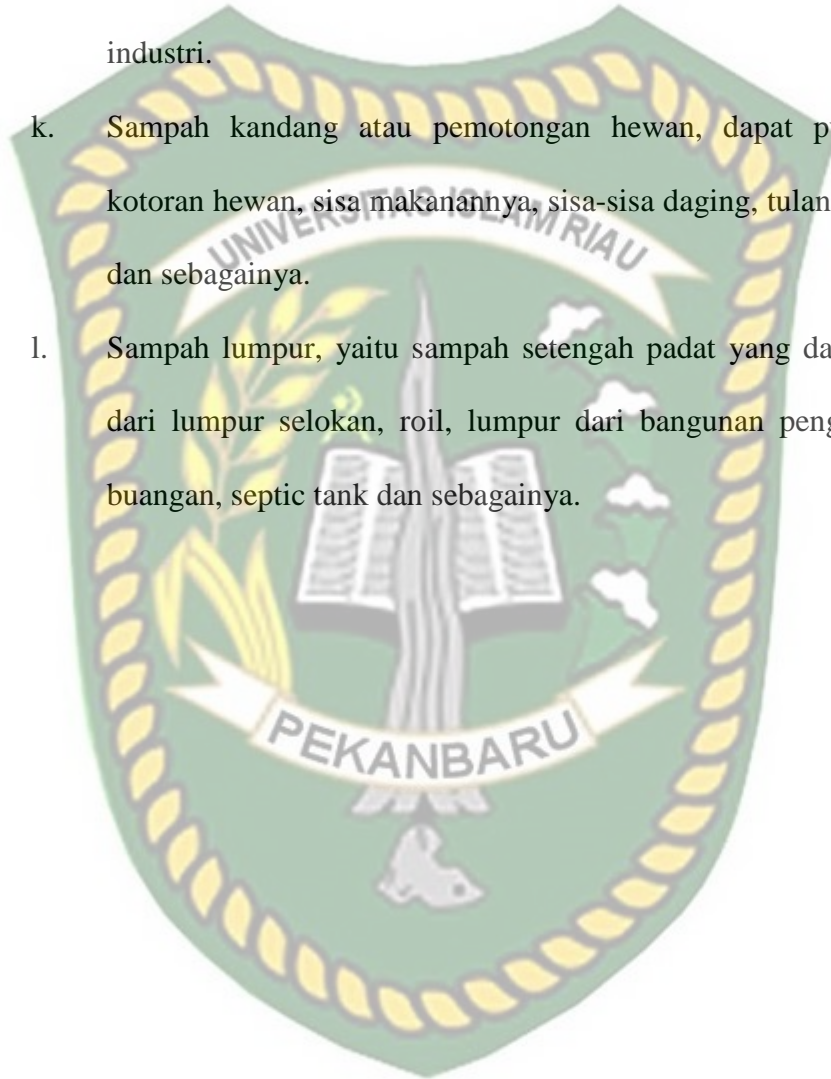 industri.
k. Sampah kandang atau pemotongan hewan, dapat
kotoran hewan, sisa makanannya, sisa-sisa daging,
dan sebagainya.
l. Sampah lumpur, yaitu sampah setengah padat yang
dari lumpur selokan, roil, lumpur dari bangunan
buangan, septic tank dan sebagainya.
UNIVERSITAS ISLAM RIAU
PEKANBARU